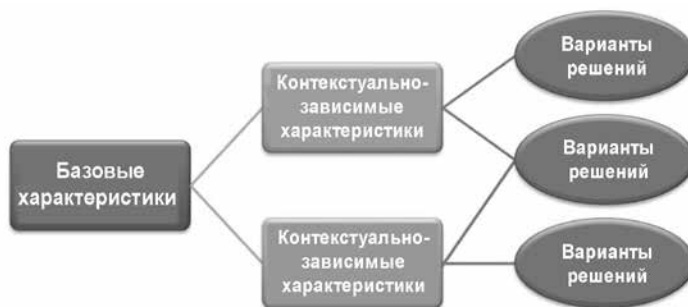 Базовые
характеристики
Контекстуально-
зависимые
характеристики
Контекстуально-
зависимые
характеристики
Варианты
решений
Варианты
решений
Варианты
решений